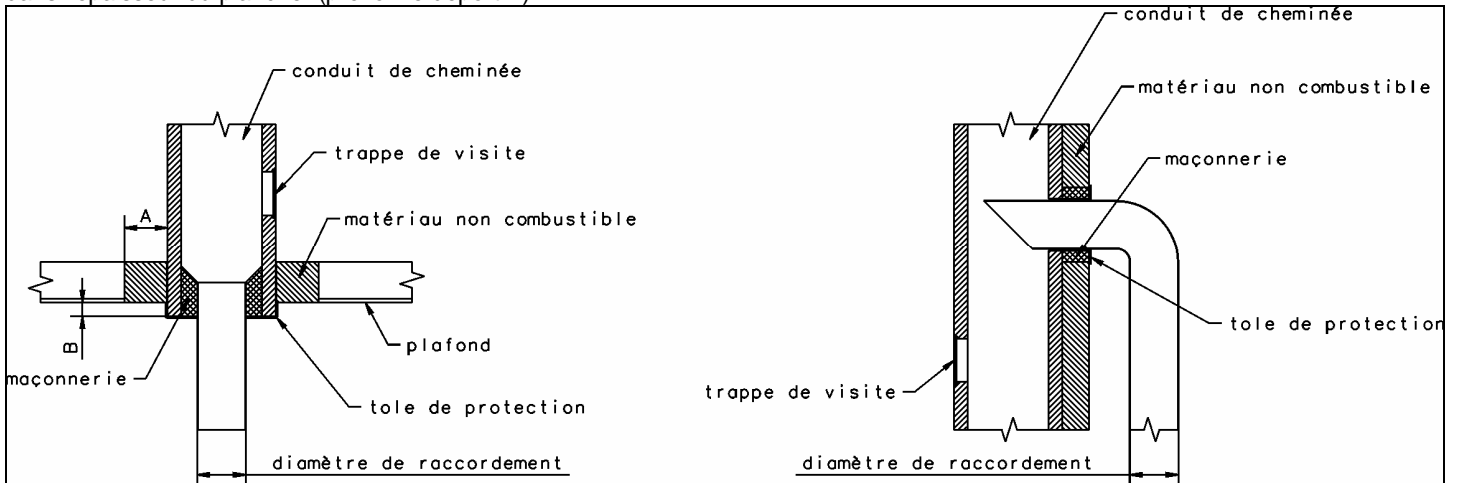 conduit de cheminée
trappe de visite
A
matériau non combustible
B
plafond
maçonnerie
tole de protection
diamètre de raccordement
conduit de cheminée
matériau non combustible
maçonnerie
tole de protection
trappe de visite
diamètre de raccordement